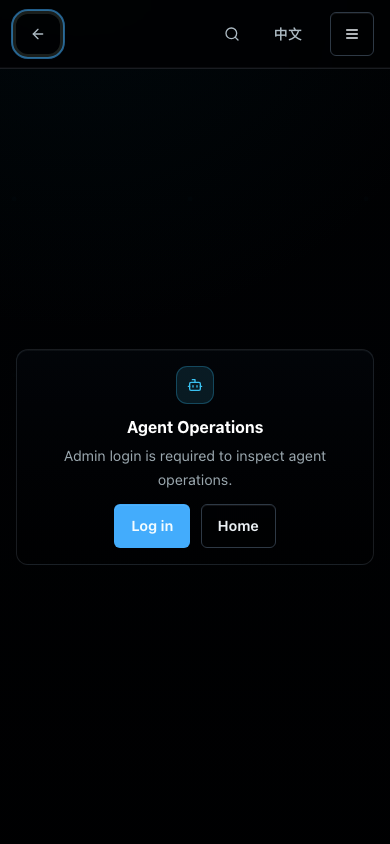 中文
Agent Operations
Admin login is required to inspect agent
operations.
Log in
Home